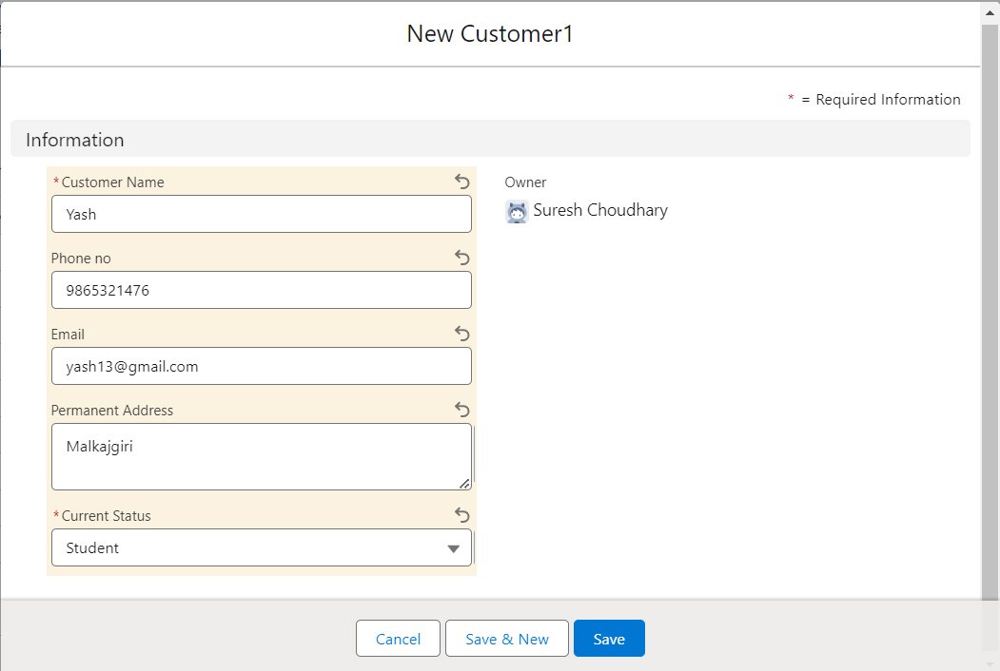 New Customer1
* = Required Information
Information
*Customer Name
Yash
Owner
Suresh Choudhary
Phone no
9865321476
Email
yash13@gmail.com
Permanent Address
Malkajgiri
*Current Status
Student
Cancel
Save & New
Save